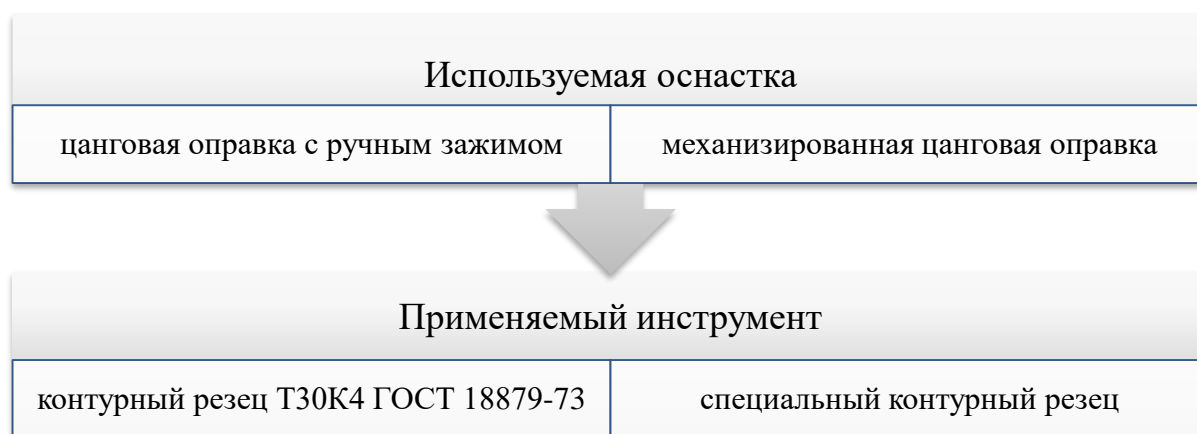 Используемая оснастка
цанговая оправка с ручным зажимом
механизированная цанговая оправка
Применяемый инструмент
контурный резец Т30К4 ГОСТ 18879-73
специальный контурный резец